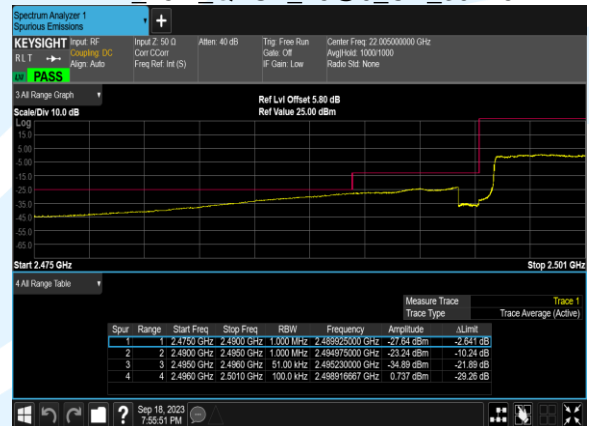 Spectrum Analyzer 1
Spurious Emissions
+
KEYSIGHT Input: RF Input Z: 50 Ω Atten: 40 dB Trig: Free Run Center Freq: 22.005000000 GHz
RLT Coupling: DC Corr CCorr Gate: Off Avg|Hold: 1000/1000
Align: Auto Freq Ref: Int (S) IF Gain: Low Radio Std: None
PASS
3 All Range Graph
Ref Lvl Offset 5.80 dB
Scale/Div 10.0 dB Ref Value 25.00 dBm
Log
15.0
5.00
-5.00
-15.0
-25.0
-35.0
-45.0
-55.0
-65.0
Start 2.475 GHz Stop 2.501 GHz
4 All Range Table
Measure Trace Trace 1
Trace Type Trace Average (Active)
Spur Range Start Freq Stop Freq RBW Frequency Amplitude ΔLimit
1 1 2.4750 GHz 2.4900 GHz 1.000 MHz 2.489925000 GHz -27.64 dBm -2.641 dB
2 2 2.4900 GHz 2.4950 GHz 1.000 MHz 2.494975000 GHz -23.24 dBm -10.24 dB
3 3 2.4950 GHz 2.4960 GHz 51.00 kHz 2.495230000 GHz -34.89 dBm -21.89 dB
4 4 2.4960 GHz 2.5010 GHz 100.0 kHz 2.498916667 GHz 0.737 dBm -29.26 dB
? Sep 18, 2023
7:55:51 PM